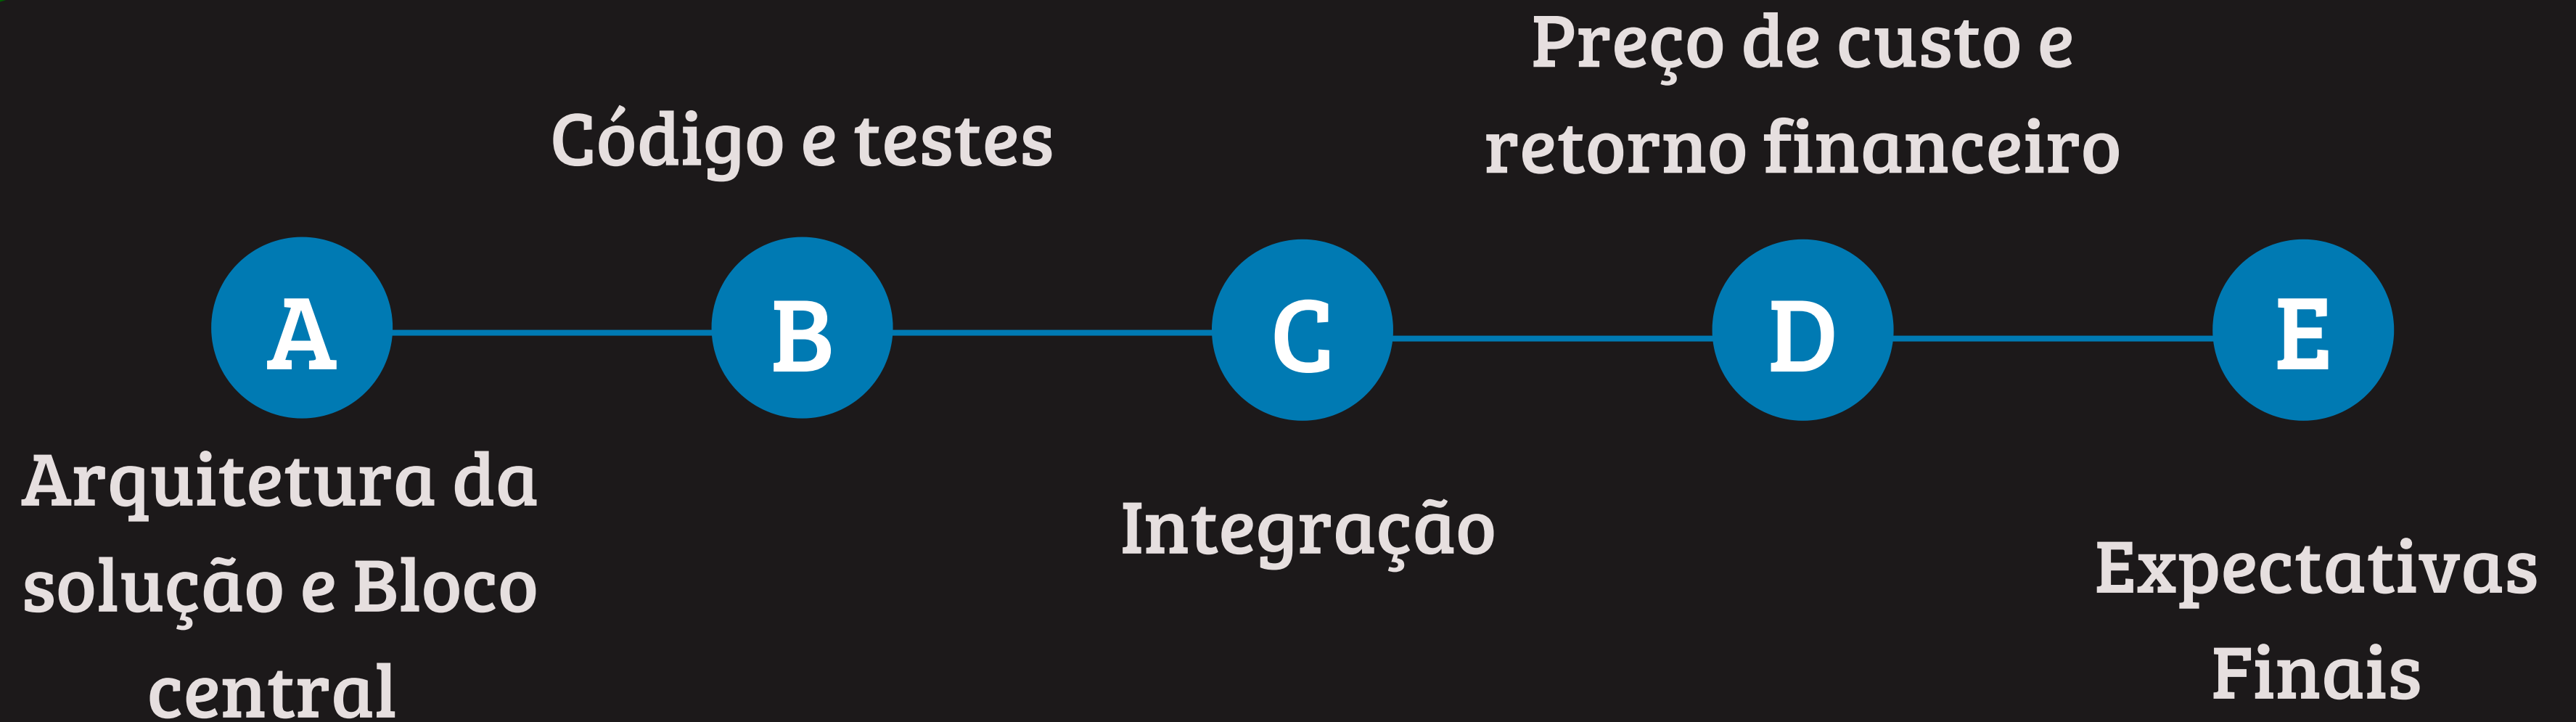 Preço de custo e
retorno financeiro
Código e testes
A
B
C
D
E
Arquitetura da
solução e Bloco
central
Integração
Expectativas
Finais